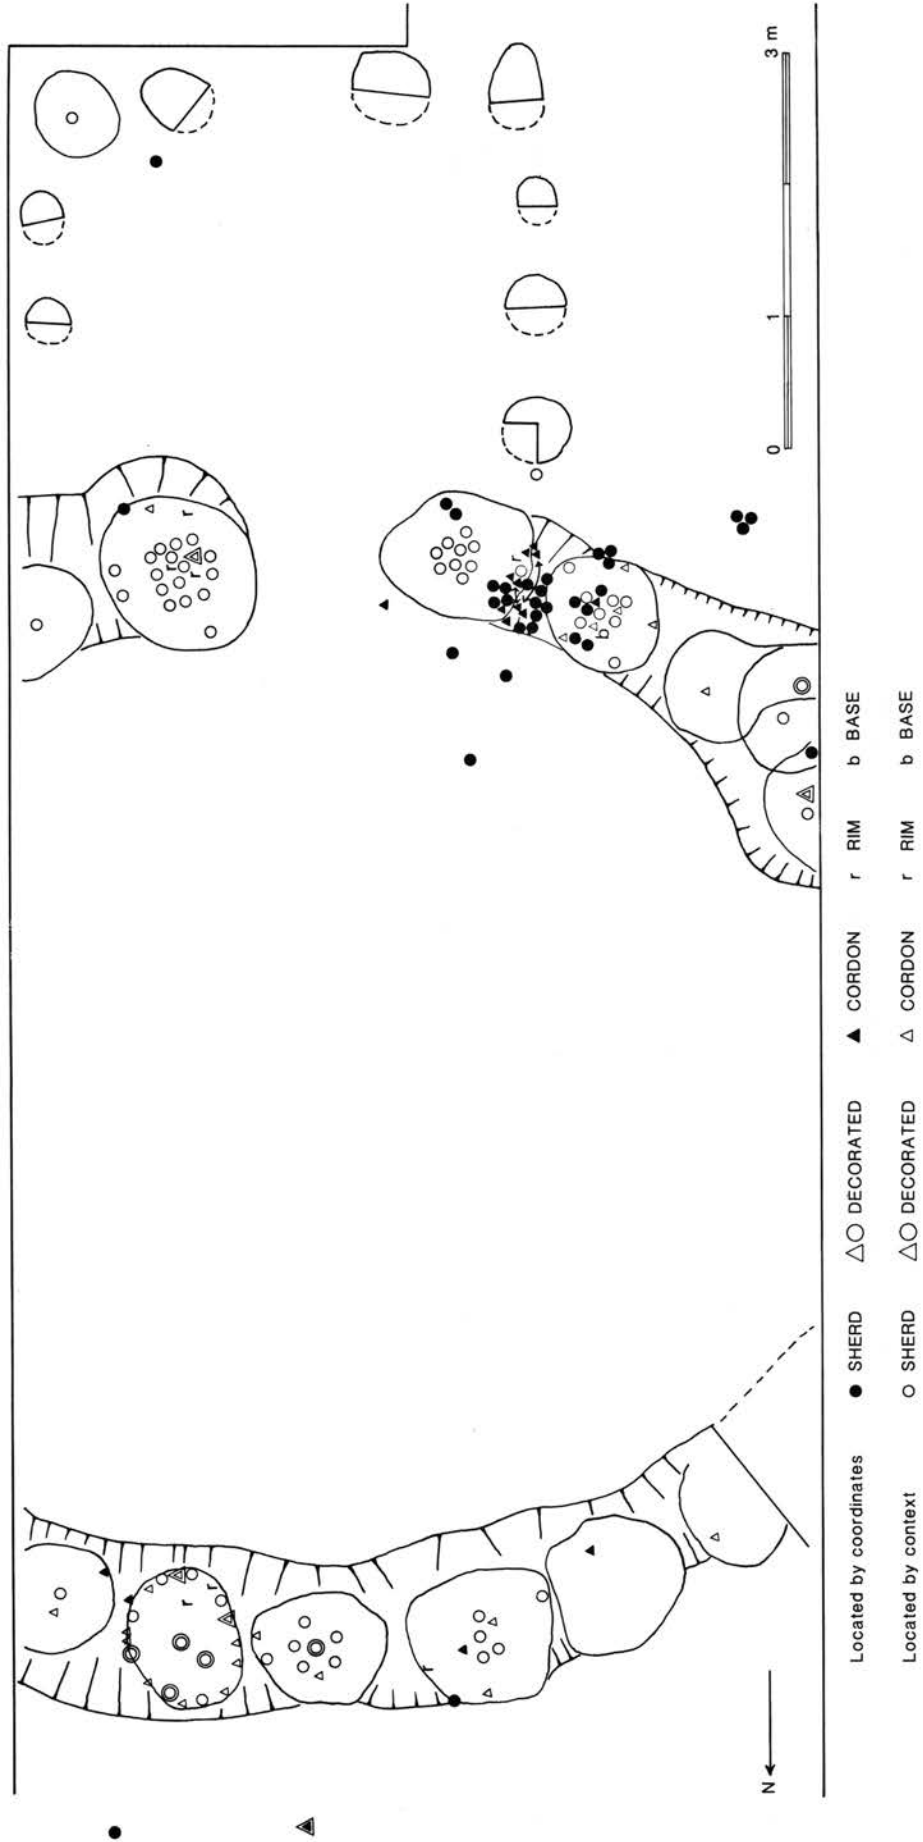 r
r
r
r
r
r
r
b
N
0 1 3 m
Located by coordinates SHERD DECORATED CORDON r RIM b BASE
Located by context SHERD DECORATED CORDON r RIM b BASE